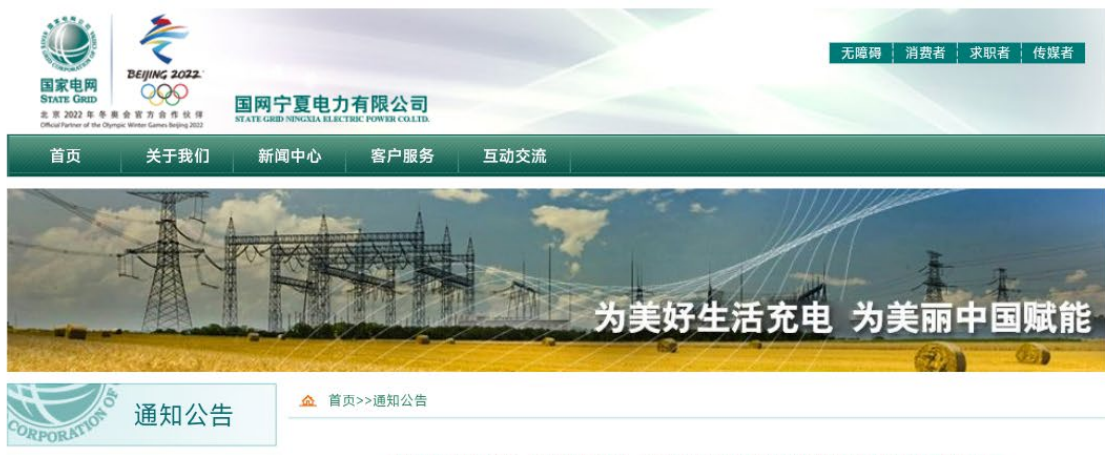 国家电网
STATE GRID
BEIJING 2022
北京2022年冬奥会官方合作伙伴
Official Partner of the Olympic Winter Games Beijing 2022
国网宁夏电力有限公司
STATE GRID NINGXIA ELECTRIC POWER CO.LTD.
无障碍 消费者 求职者 传媒者
首页 关于我们 新闻中心 客户服务 互动交流
为美好生活充电 为美丽中国赋能
CORPORATION OF
通知公告
首页>>通知公告